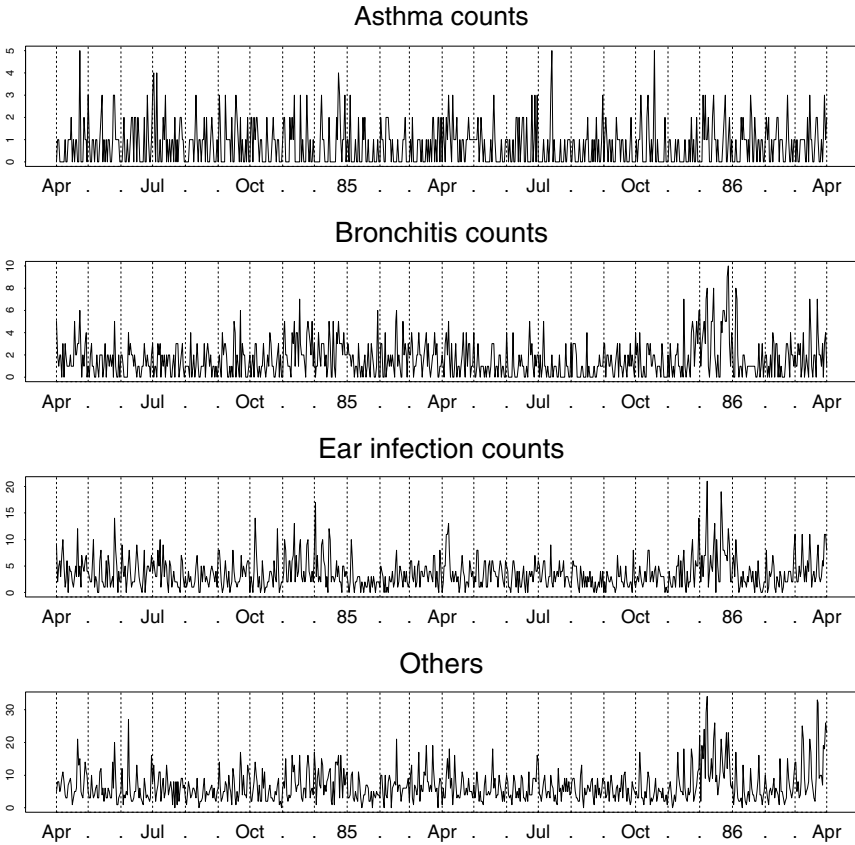 Asthma counts
5
4
3
2
1
0
Apr . . Jul . . Oct . . 85 . . Apr . . Jul . . Oct . . 86 . . Apr
Bronchitis counts
10
8
6
4
2
0
Apr . . Jul . . Oct . . 85 . . Apr . . Jul . . Oct . . 86 . . Apr
Ear infection counts
20
15
10
5
0
Apr . . Jul . . Oct . . 85 . . Apr . . Jul . . Oct . . 86 . . Apr
Others
30
20
10
0
Apr . . Jul . . Oct . . 85 . . Apr . . Jul . . Oct . . 86 . . Apr